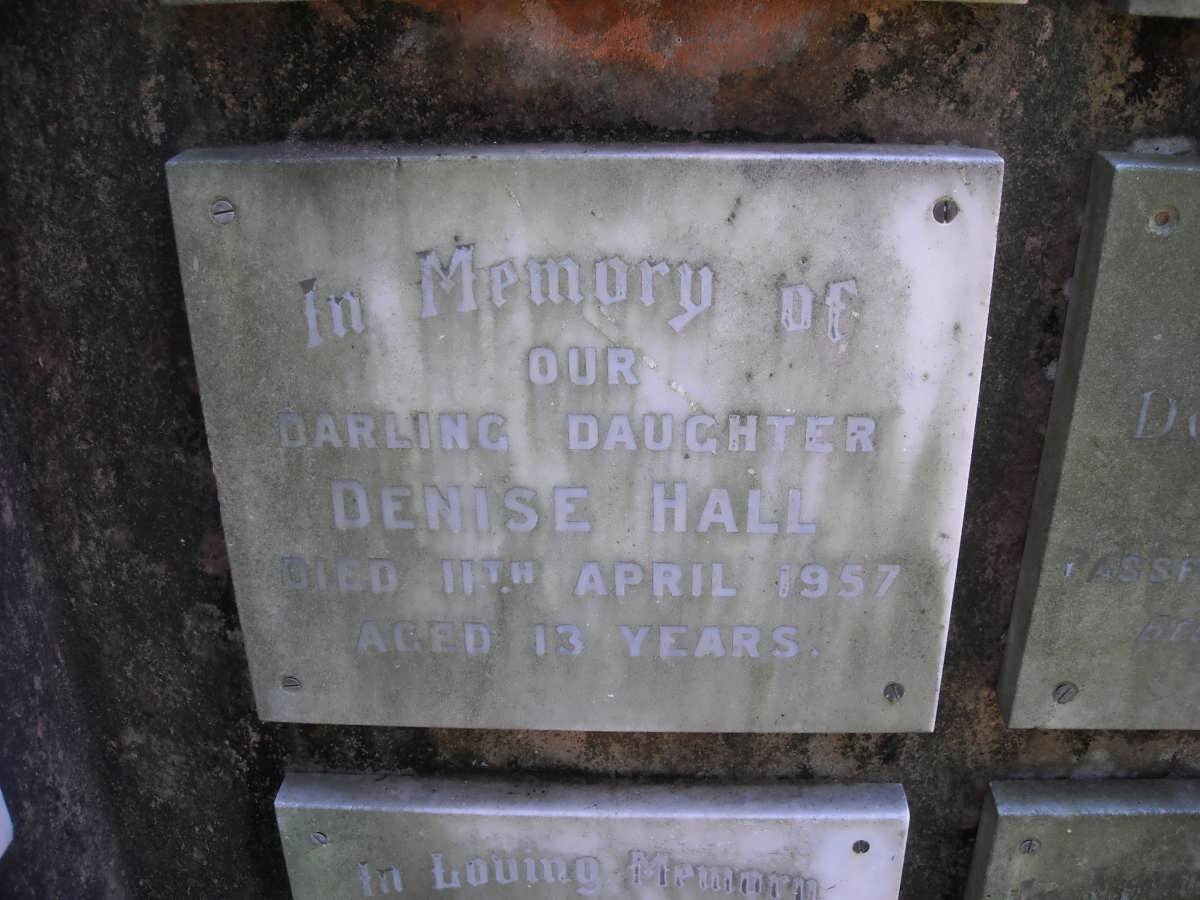 In Memory of
OUR
DARLING DAUGHTER
DENISE HALL
DIED 11TH APRIL 1957
AGED 13 YEARS.
In Loving Memory